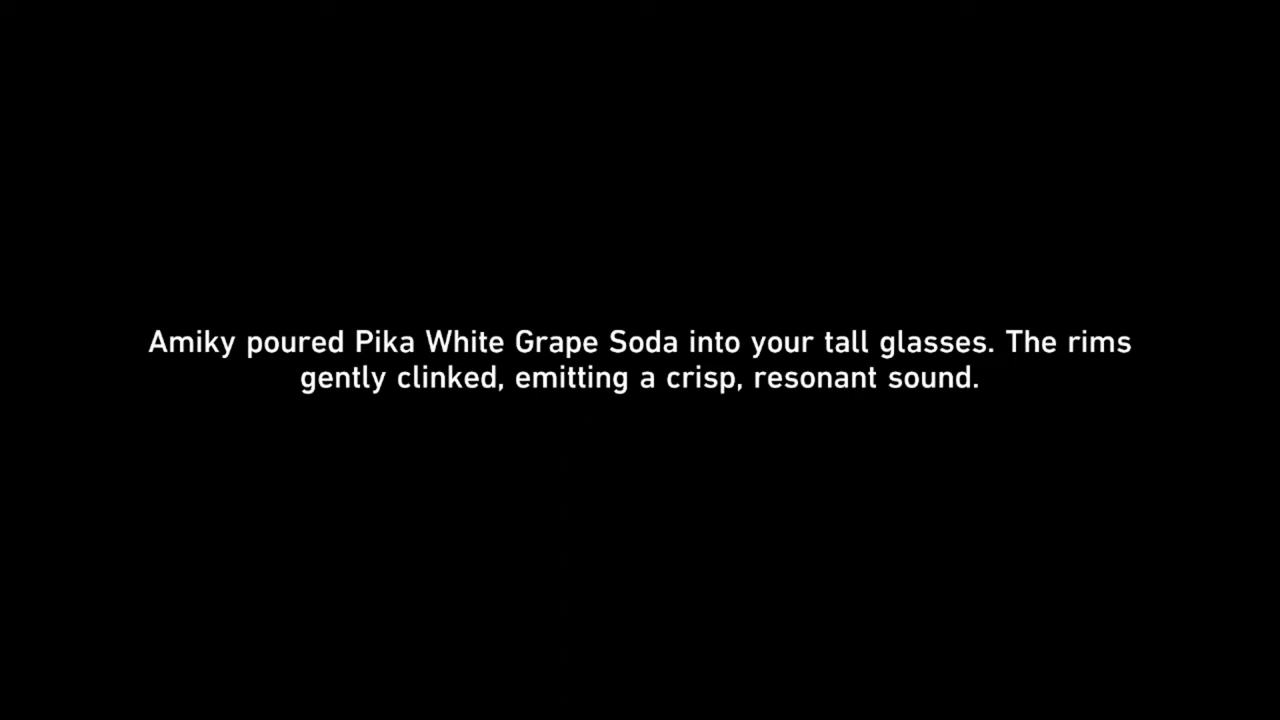 Amiky poured Pika White Grape Soda into your tall glasses. The rims
gently clinked, emitting a crisp, resonant sound.